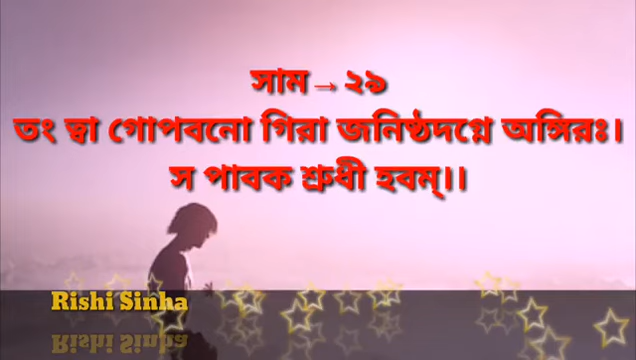 সাম→২৯
তং ত্বা গোপবনো গিরা জনিষ্ঠদগ্নে অঙ্গিরঃ।
স পাবক শ্রুধী হবম্।।
Rishi Sinha